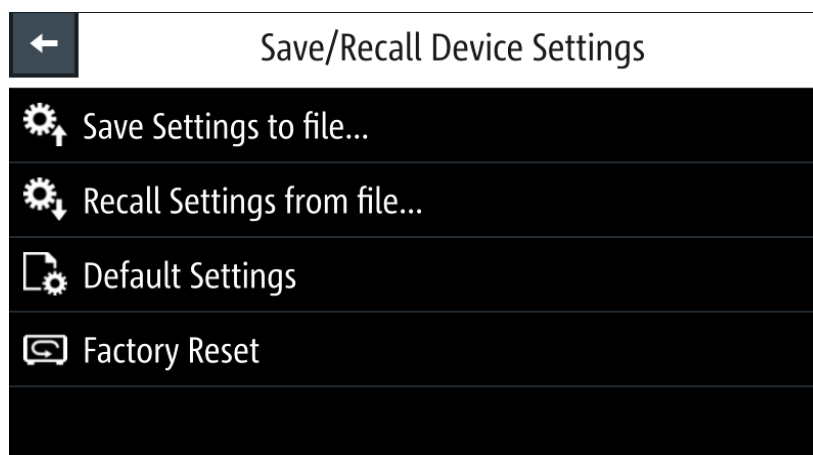 Save/Recall Device Settings
Save Settings to file...
Recall Settings from file...
Default Settings
Factory Reset